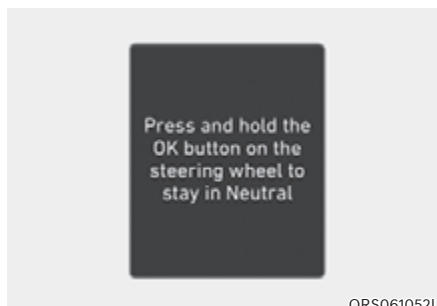 Press and hold the
OK button on the
steering wheel to
stay in Neutral